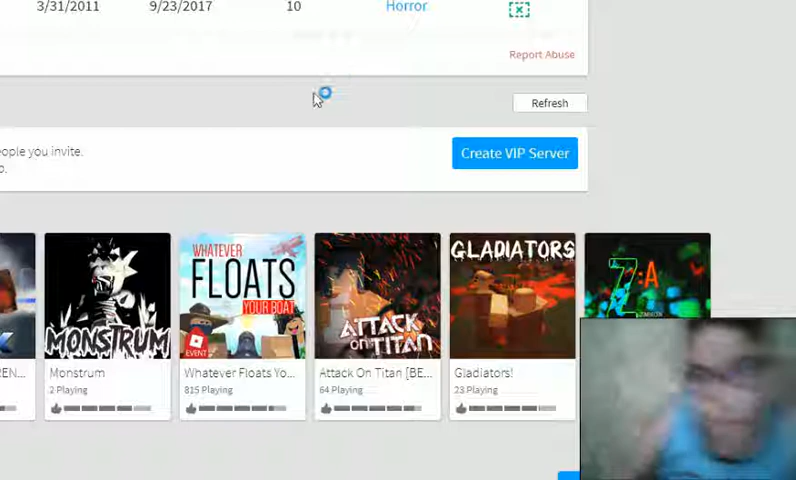 3/31/2011 9/23/2017 10 Horror
Report Abuse
Refresh
eople you invite.
Create VIP Server
WHATEVER
FLOATS
YOUR BOAT
EVENT
MONSTRUM
ATTACK
ON TITAN
GLADIATORS
Z:A
REN... Monstrum Whatever Floats Yo... Attack On Titan [BE... Gladiators!
2 Playing 815 Playing 64 Playing 23 Playing